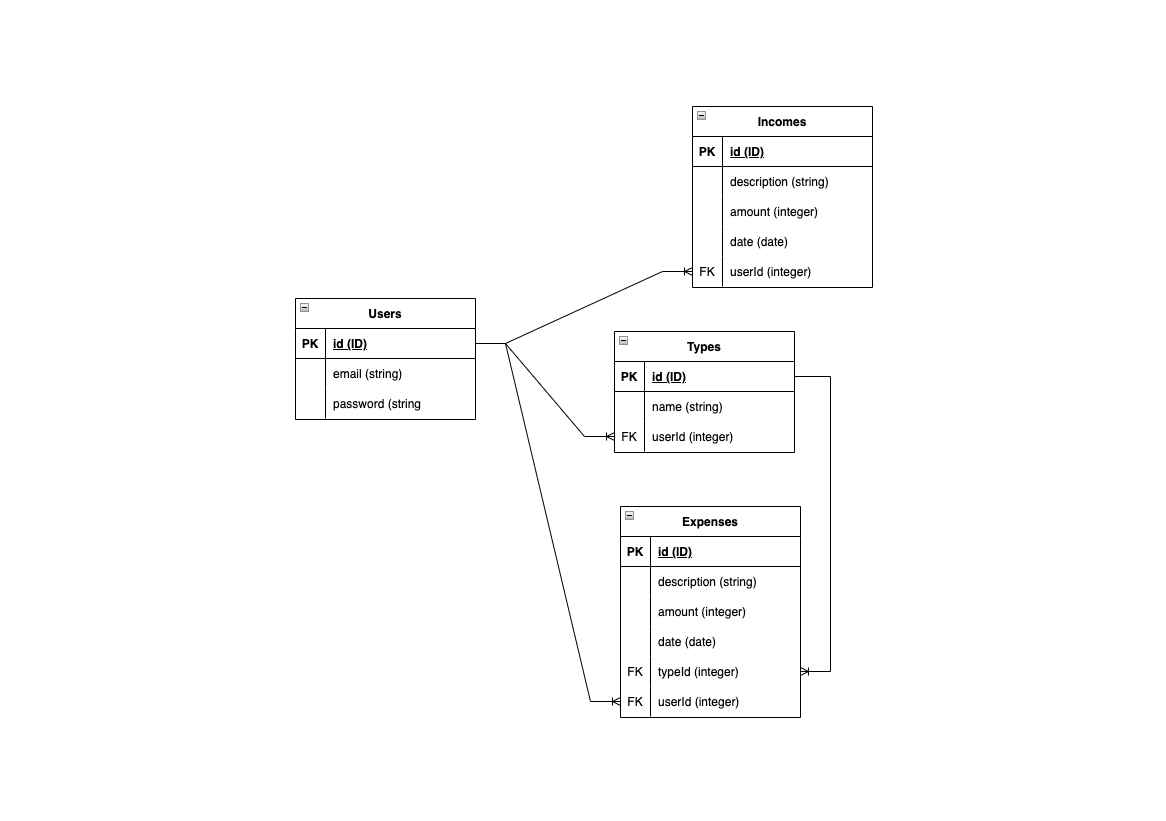 Incomes
PK id (ID)
description (string)
amount (integer)
date (date)
FK userId (integer)
Users
PK id (ID)
email (string)
password (string
Types
PK id (ID)
name (string)
FK userId (integer)
Expenses
PK id (ID)
description (string)
amount (integer)
date (date)
FK typeId (integer)
FK userId (integer)